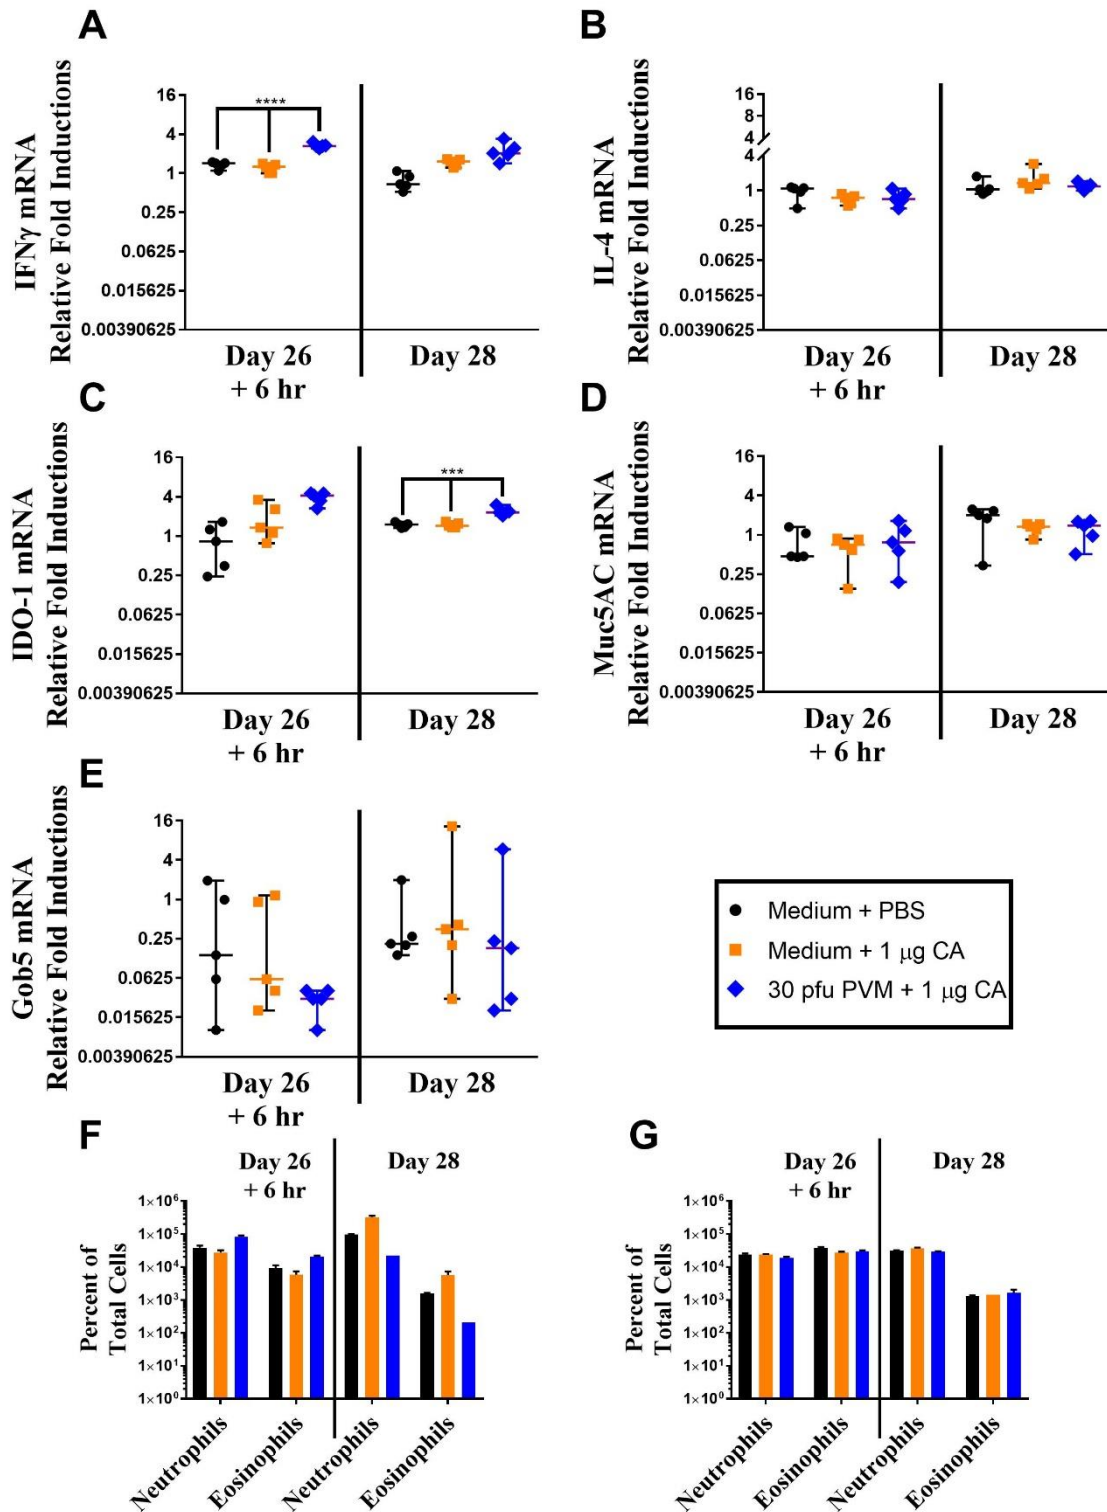 A
IFNγ mRNA
Relative Fold Inductions
16
4
1
0.25
0.0625
0.015625
0.00390625
****
Day 26
+ 6 hr
Day 28
B
IL-4 mRNA
Relative Fold Inductions
16
8
4
4
1
0.25
0.0625
0.015625
0.00390625
Day 26
+ 6 hr
Day 28
C
IDO-1 mRNA
Relative Fold Inductions
16
4
1
0.25
0.0625
0.015625
0.00390625
***
Day 26
+ 6 hr
Day 28
D
Muc5AC mRNA
Relative Fold Inductions
16
4
1
0.25
0.0625
0.015625
0.00390625
Day 26
+ 6 hr
Day 28
E
Gob5 mRNA
Relative Fold Inductions
16
4
1
0.25
0.0625
0.015625
0.00390625
Day 26
+ 6 hr
Day 28
Medium + PBS
Medium + 1 μg CA
30 pfu PVM + 1 μg CA
F
Day 26
+ 6 hr
Day 28
Percent of
Total Cells
1×10⁶
1×10⁵
1×10⁴
1×10³
1×10²
1×10¹
1×10⁰
Neutrophils
Eosinophils
Neutrophils
Eosinophils
G
Day 26
+ 6 hr
Day 28
Percent of
Total Cells
1×10⁶
1×10⁵
1×10⁴
1×10³
1×10²
1×10¹
1×10⁰
Neutrophils
Eosinophils
Neutrophils
Eosinophils